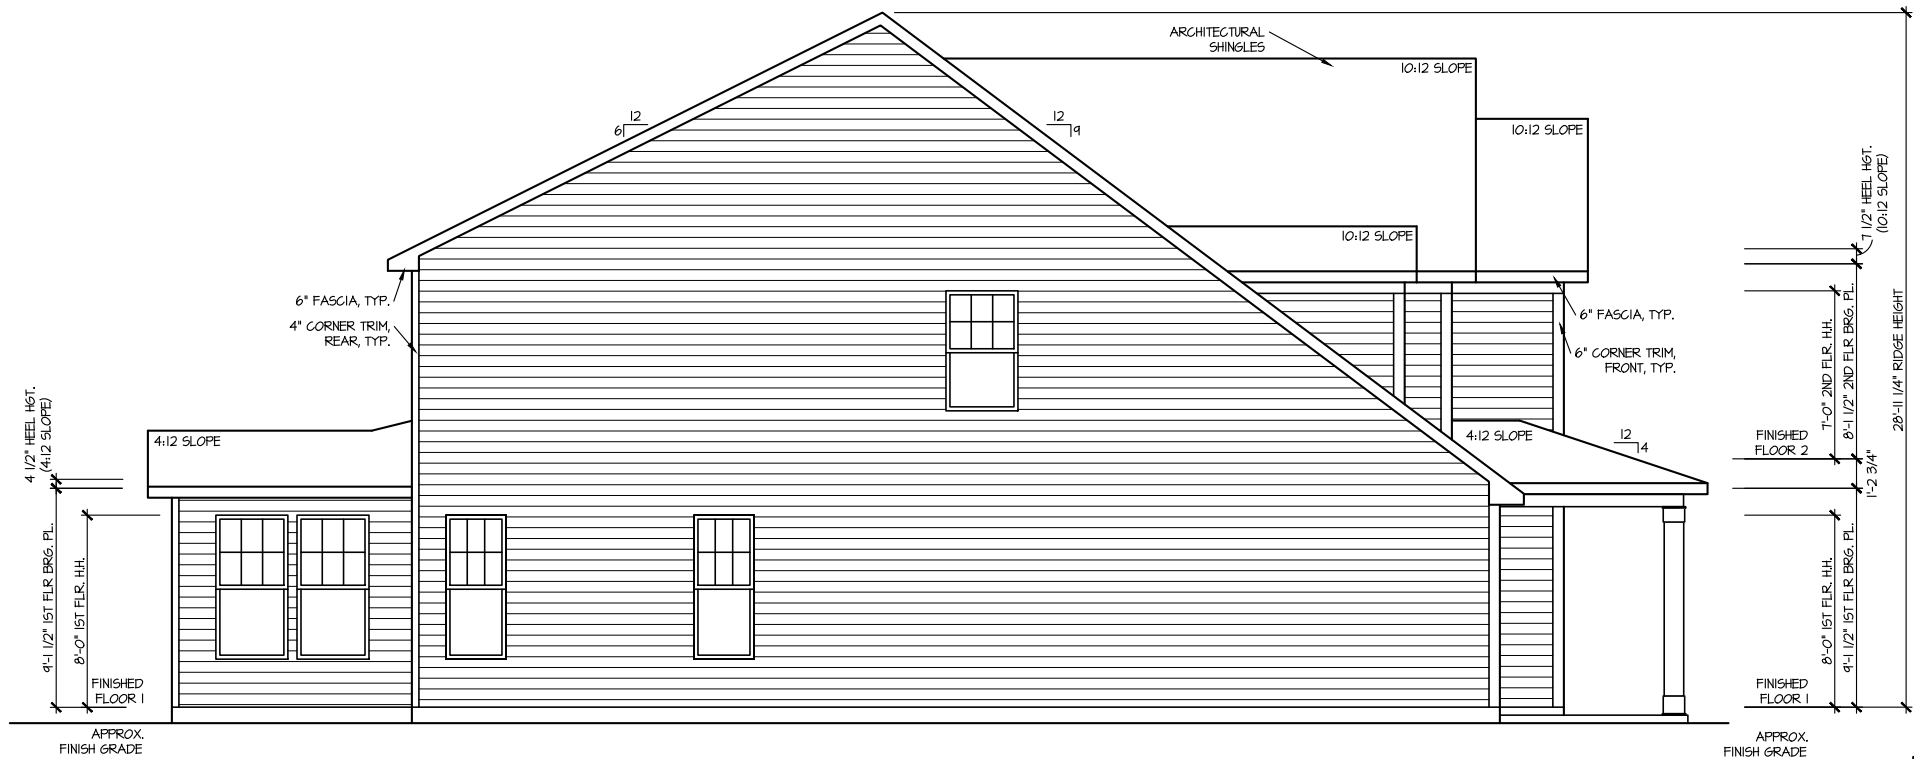 ARCHITECTURAL
SHINGLES
10:12 SLOPE
12
6
12
9
10:12 SLOPE
7 1/2" HEEL HGT.
(10:12 SLOPE)
10:12 SLOPE
6" FASCIA, TYP.
4" CORNER TRIM,
REAR, TYP.
6" FASCIA, TYP.
6" CORNER TRIM,
FRONT, TYP.
7'-0" 2ND FLR. H.H.
8'-1 1/2" 2ND FLR BRG. PL.
28'-11 1/4" RIDGE HEIGHT
4 1/2" HEEL HGT.
(4:12 SLOPE)
4:12 SLOPE
4:12 SLOPE
12
4
FINISHED
FLOOR 2
1'-2 3/4"
9'-1 1/2" 1ST FLR BRG. PL.
8'-0" 1ST FLR. H.H.
8'-0" 1ST FLR. H.H.
9'-1 1/2" 1ST FLR BRG. PL.
FINISHED
FLOOR 1
FINISHED
FLOOR 1
APPROX.
FINISH GRADE
APPROX.
FINISH GRADE